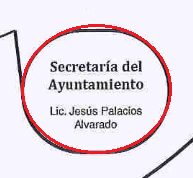 Secretaría del
Ayuntamiento
Lic. Jesús Palacios
Alvarado